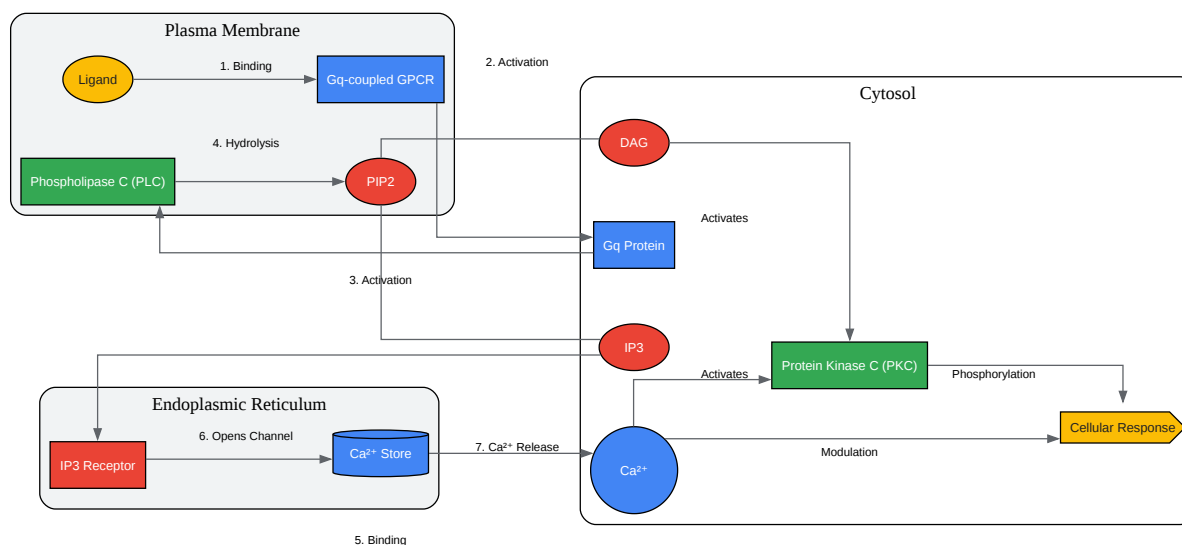 Plasma Membrane
Ligand
1. Binding
Gq-coupled GPCR
2. Activation
Cytosol
4. Hydrolysis
DAG
Phospholipase C (PLC)
PIP2
Activates
Gq Protein
3. Activation
IP3
Activates
Protein Kinase C (PKC)
Phosphorylation
Endoplasmic Reticulum
6. Opens Channel
IP3 Receptor
Ca²⁺ Store
7. Ca²⁺ Release
Ca²⁺
Modulation
Cellular Response
5. Binding